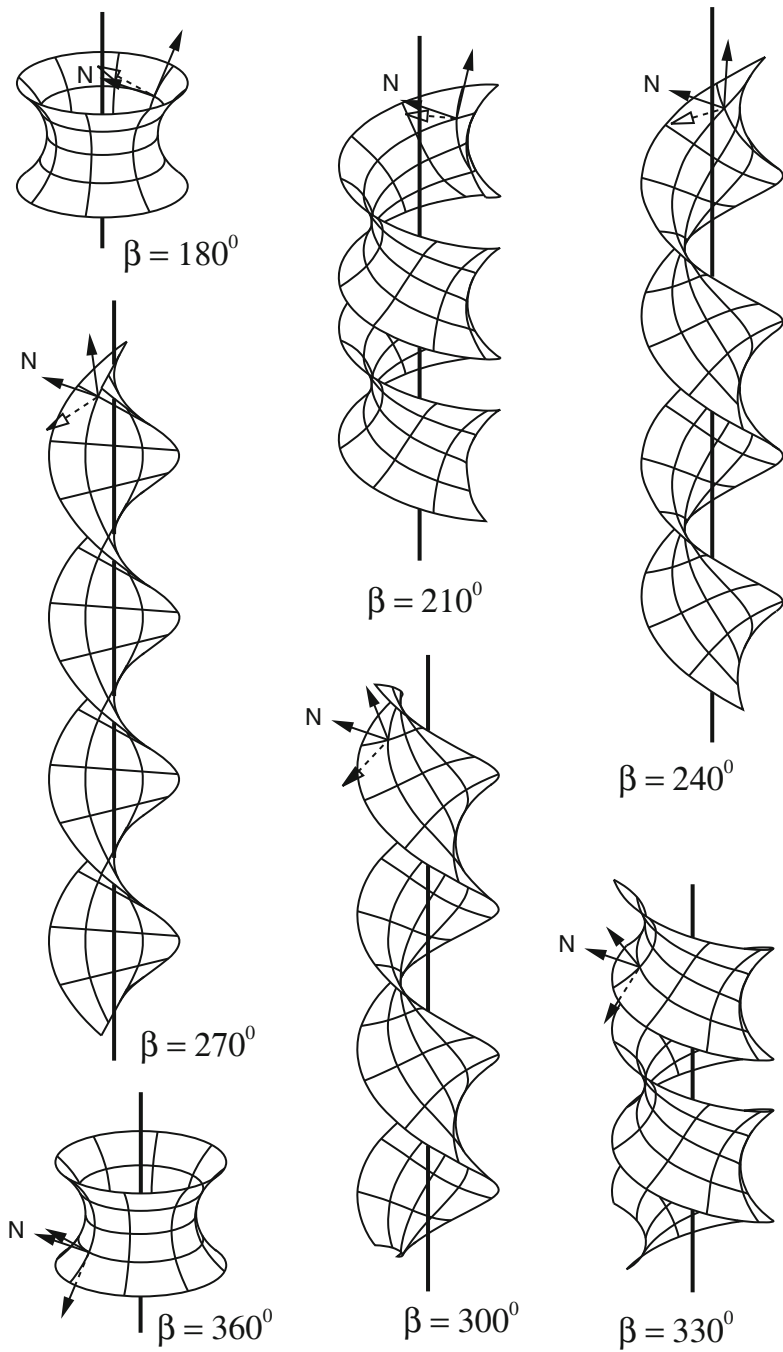 N
β = 180⁰
N
β = 210⁰
N
β = 240⁰
N
β = 270⁰
N
β = 300⁰
N
β = 330⁰
N
β = 360⁰